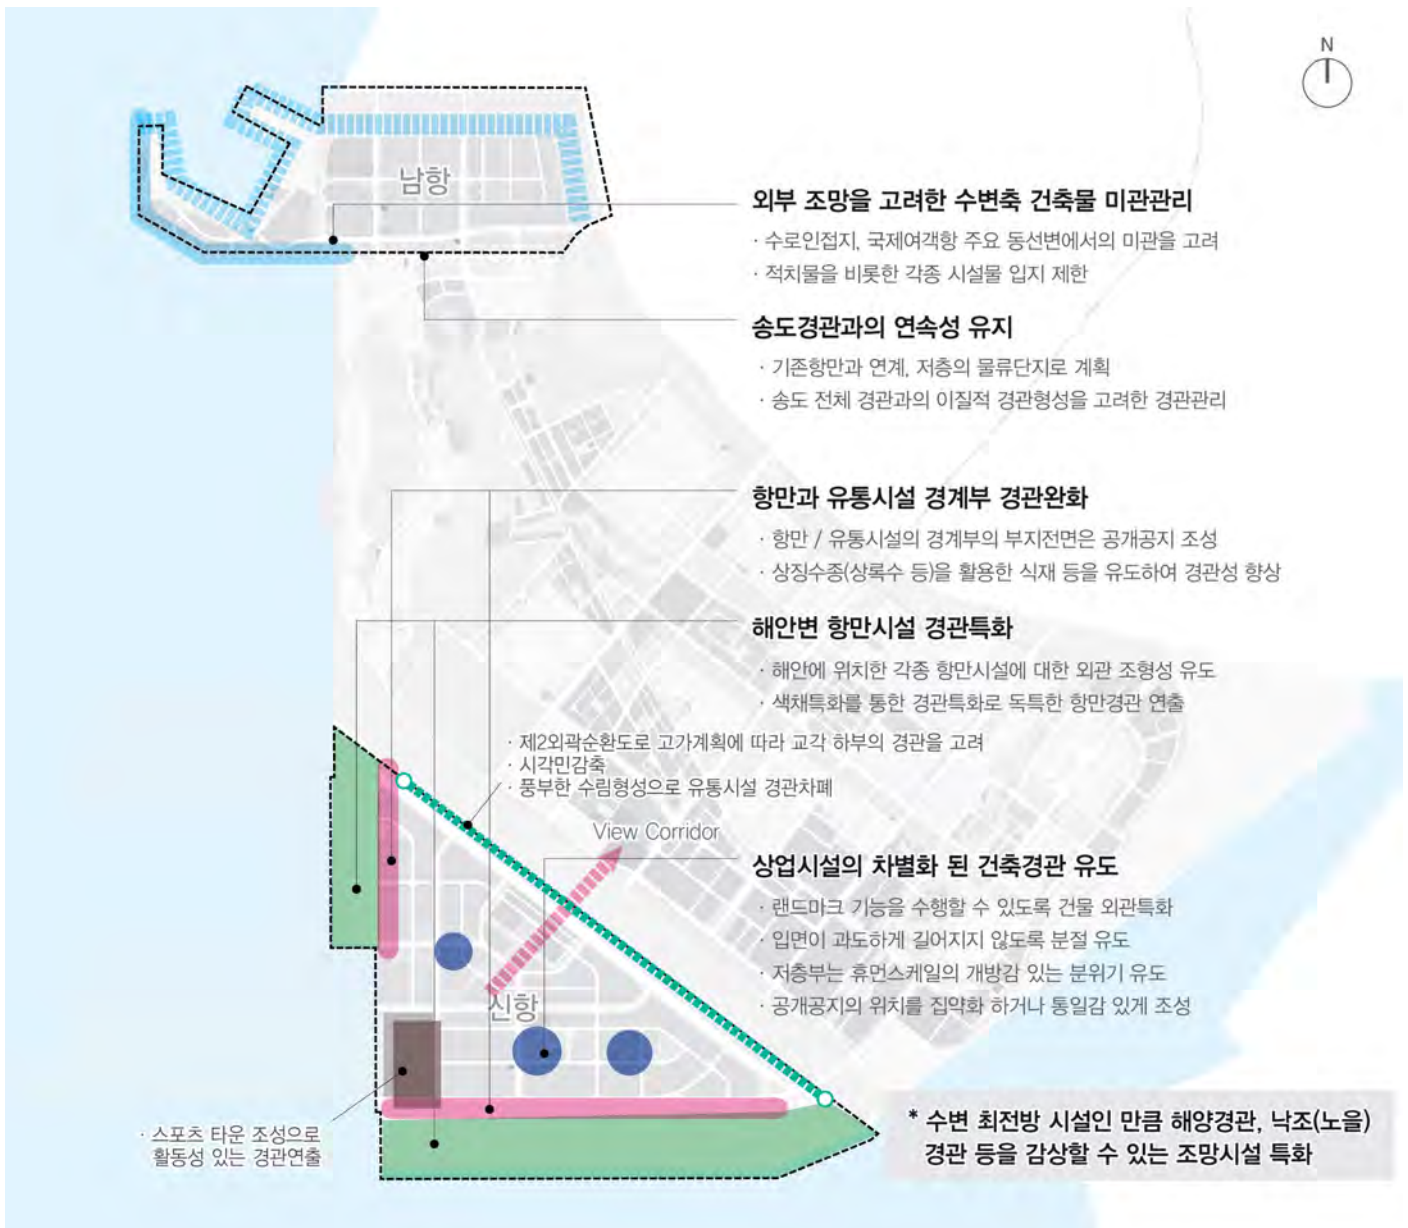 N
남항
외부 조망을 고려한 수변축 건축물 미관관리
· 수로인접지, 국제여객항 주요 동선변에서의 미관을 고려
· 적치물을 비롯한 각종 시설물 입지 제한
송도경관과의 연속성 유지
· 기존항만과 연계, 저층의 물류단지로 계획
· 송도 전체 경관과의 이질적 경관형성을 고려한 경관관리
항만과 유통시설 경계부 경관완화
· 항만 / 유통시설의 경계부의 부지전면은 공개공지 조성
· 상징수종(상록수 등)을 활용한 식재 등을 유도하여 경관성 향상
해안변 항만시설 경관특화
· 해안에 위치한 각종 항만시설에 대한 외관 조형성 유도
· 색채특화를 통한 경관특화로 독특한 항만경관 연출
· 제2외곽순환도로 고가계획에 따라 교각 하부의 경관을 고려
· 시각민감축
· 풍부한 수림형성으로 유통시설 경관차폐
View Corridor
상업시설의 차별화 된 건축경관 유도
· 랜드마크 기능을 수행할 수 있도록 건물 외관특화
· 입면이 과도하게 길어지지 않도록 분절 유도
· 저층부는 휴먼스케일의 개방감 있는 분위기 유도
· 공개공지의 위치를 집약화 하거나 통일감 있게 조성
신항
· 스포츠 타운 조성으로
활동성 있는 경관연출
* 수변 최전방 시설인 만큼 해양경관, 낙조(노을)
경관 등을 감상할 수 있는 조망시설 특화